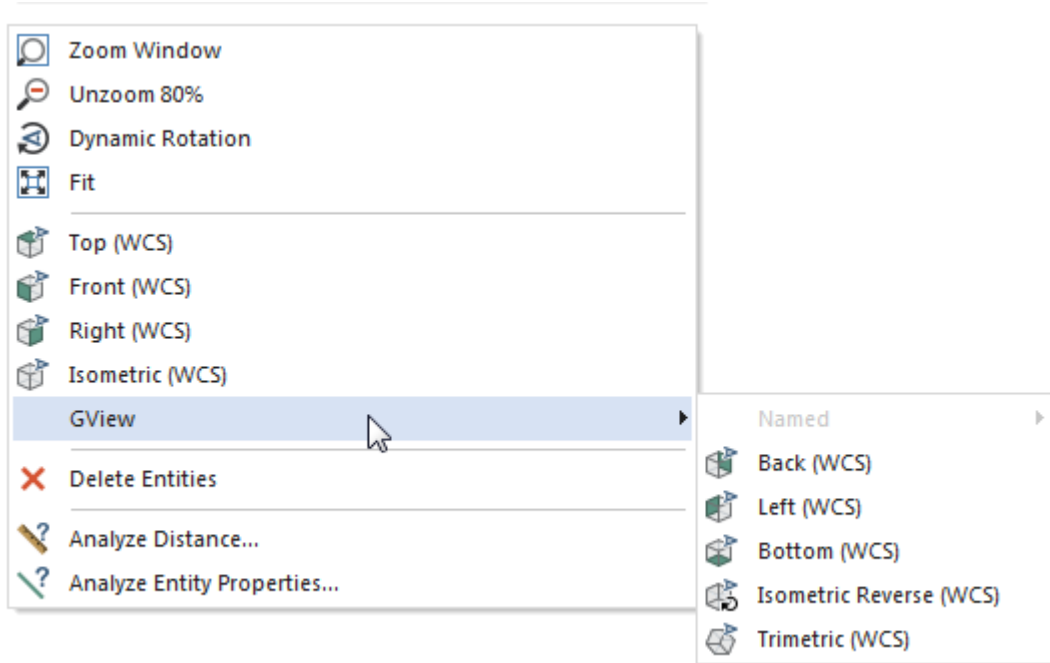 Zoom Window
Unzoom 80%
Dynamic Rotation
Fit
Top (WCS)
Front (WCS)
Right (WCS)
Isometric (WCS)
GView
Delete Entities
Analyze Distance...
Analyze Entity Properties...
Named
Back (WCS)
Left (WCS)
Bottom (WCS)
Isometric Reverse (WCS)
Trimetric (WCS)